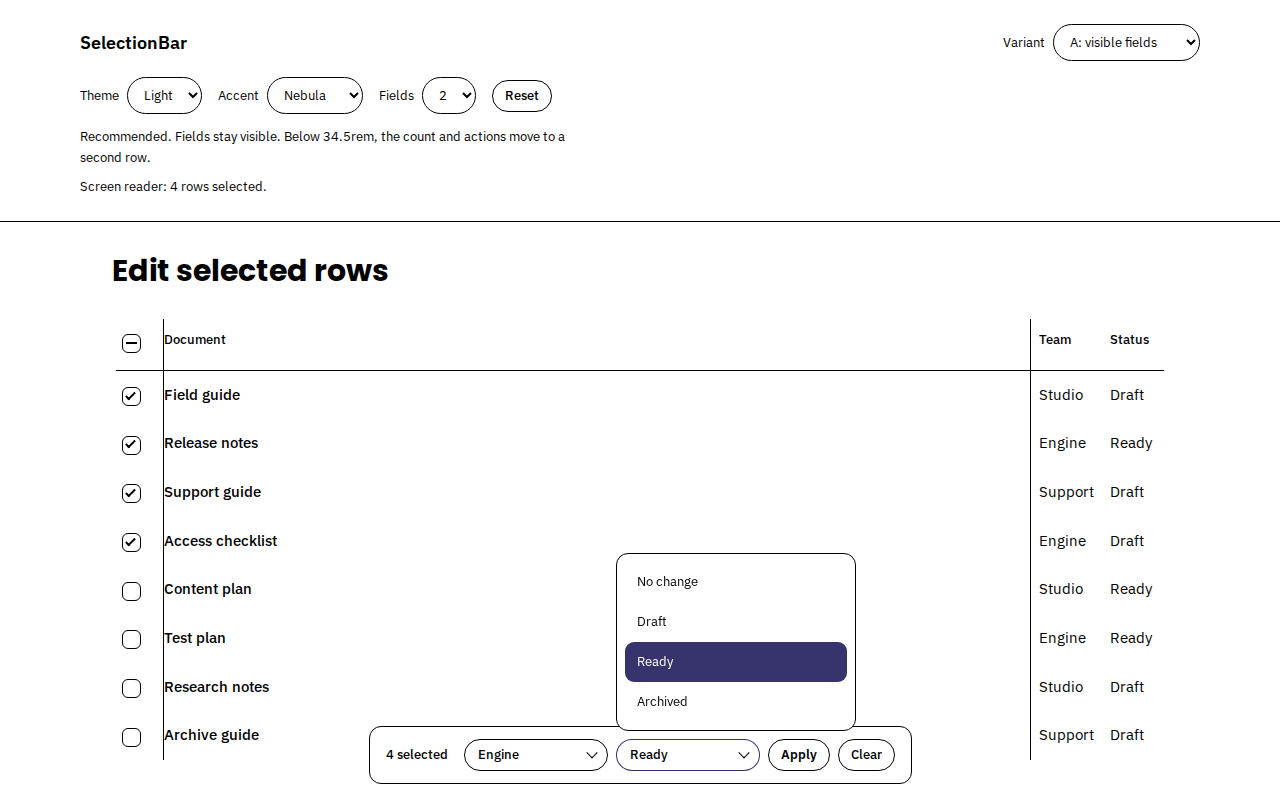 SelectionBar
Variant A: visible fields
Theme Light Accent Nebula Fields 2 Reset
Recommended. Fields stay visible. Below 34.5rem, the count and actions move to a
second row.
Screen reader: 4 rows selected.
Edit selected rows
Document Team Status
Field guide Studio Draft
Release notes Engine Ready
Support guide Support Draft
Access checklist Engine Draft
Content plan Studio Ready
Test plan Engine Ready
Research notes Studio Draft
Archive guide Support Draft
No change
Draft
Ready
Archived
4 selected Engine Ready Apply Clear